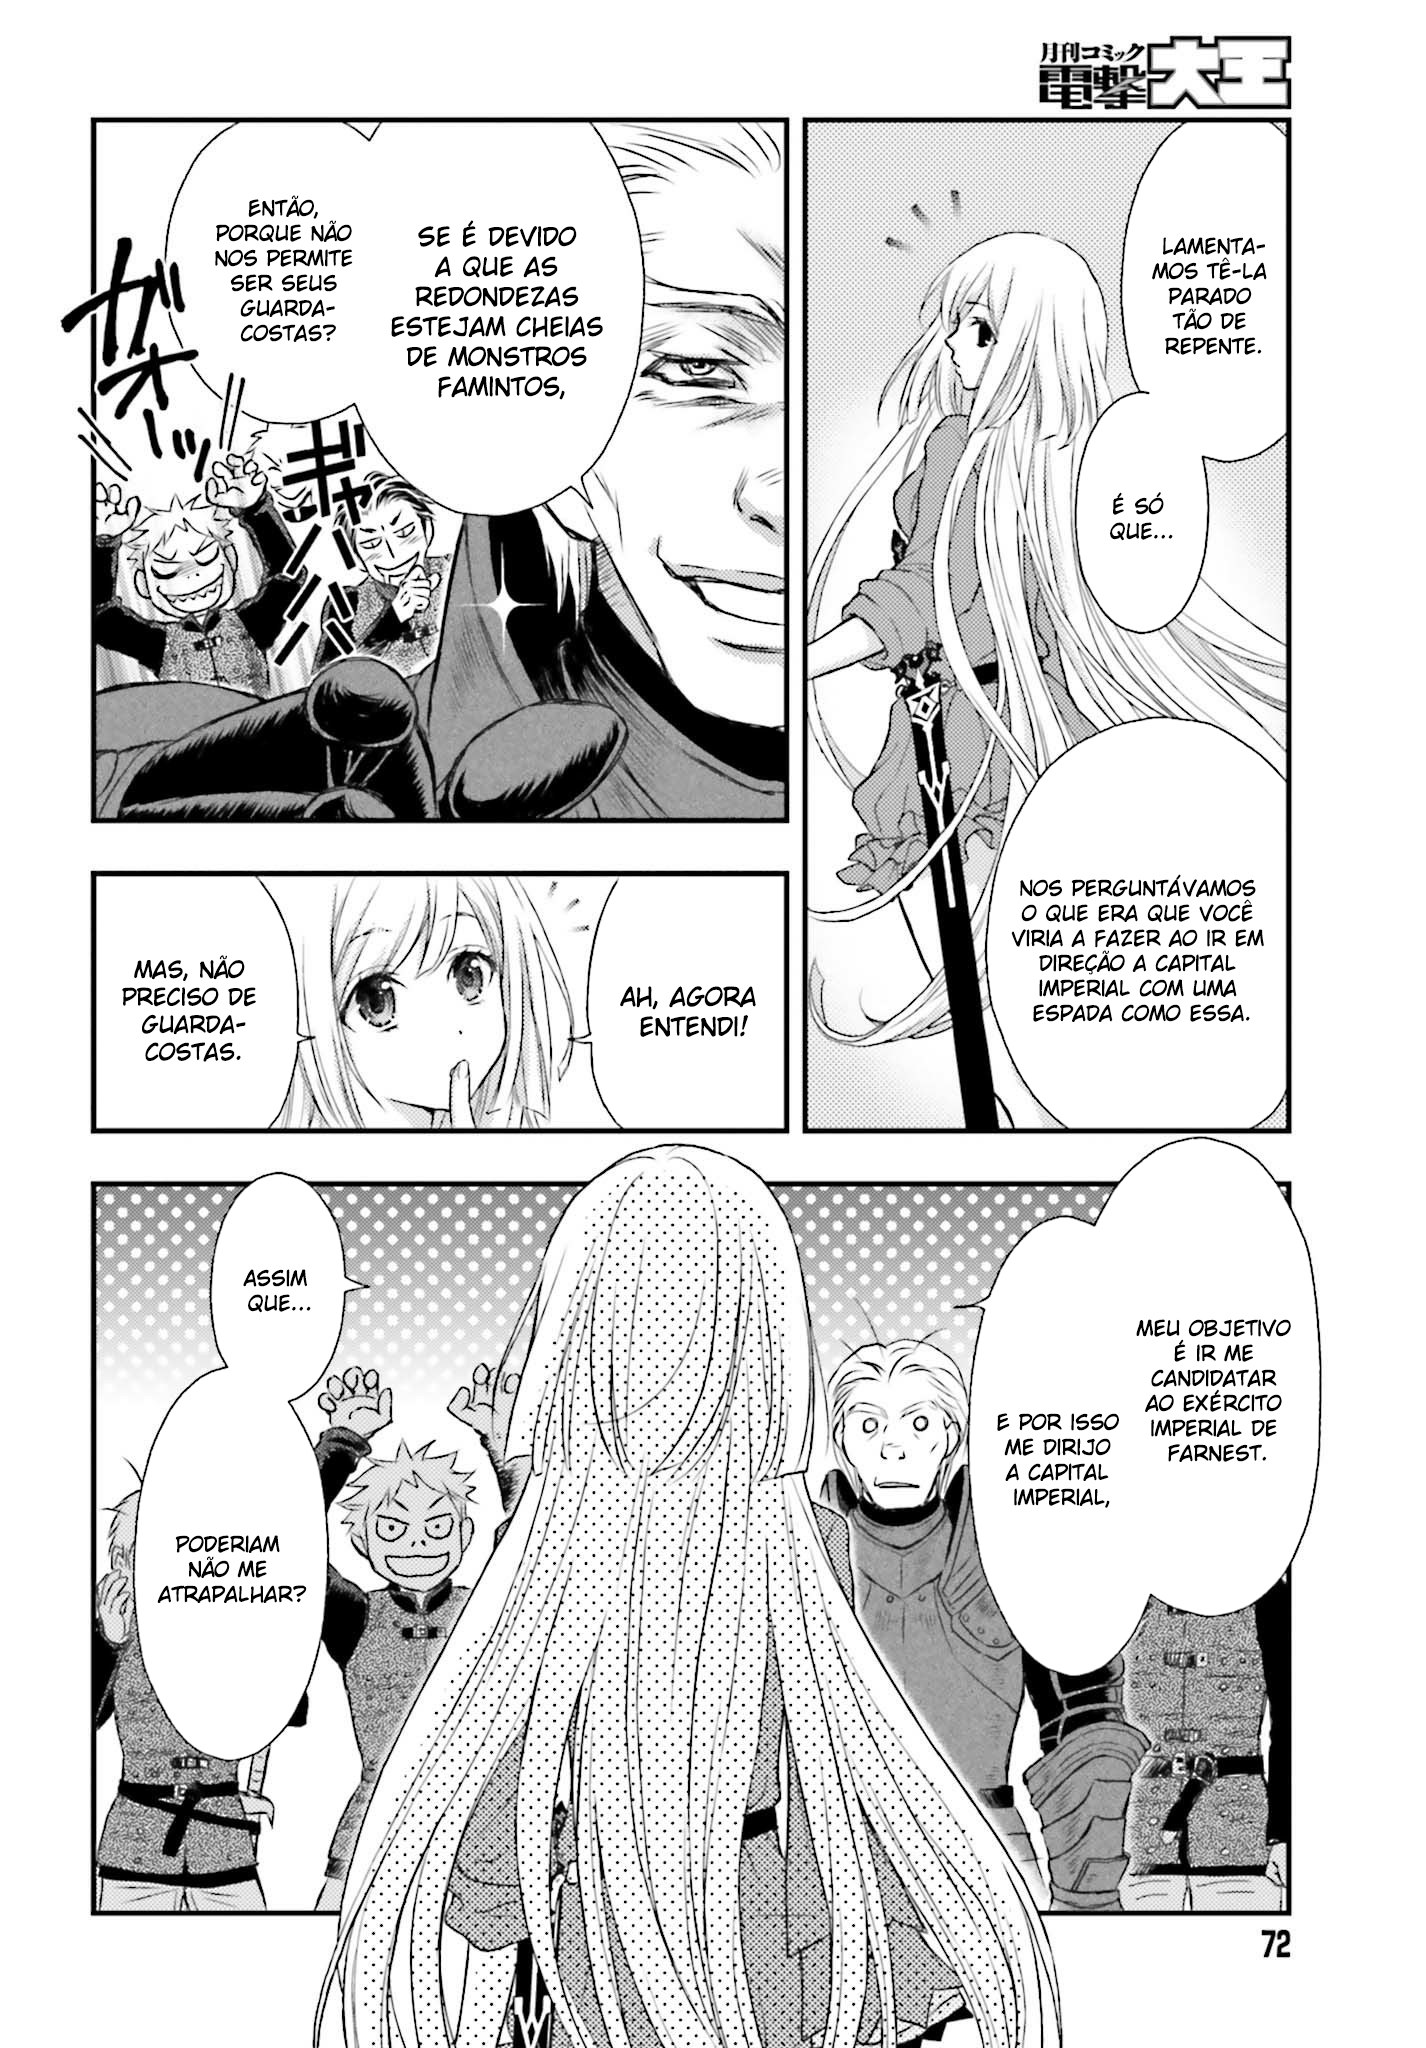 月刊コミック
電撃大王
LAMENTA-
MOS TÊ-LA
PARADO
TÃO DE
REPENTE.
É SÓ
QUE...
NOS PERGUNTÁVAMOS
O QUE ERA QUE VOCÊ
VIRIA A FAZER AO IR EM
DIREÇÃO A CAPITAL
IMPERIAL COM UMA
ESPADA COMO ESSA.
SE É DEVIDO
A QUE AS
REDONDEZAS
ESTEJAM CHEIAS
DE MONSTROS
FAMINTOS,
ENTÃO,
PORQUE NÃO
NOS PERMITE
SER SEUS
GUARDA-
COSTAS?
ガオーッ
ギャハハハ
AH, AGORA
ENTENDI!
MAS, NÃO
PRECISO DE
GUARDA-
COSTAS.
MEU OBJETIVO
É IR ME
CANDIDATAR
AO EXÉRCITO
IMPERIAL DE
FARNEST.
E POR ISSO
ME DIRIJO
A CAPITAL
IMPERIAL,
ASSIM
QUE...
PODERIAM
NÃO ME
ATRAPALHAR?
72